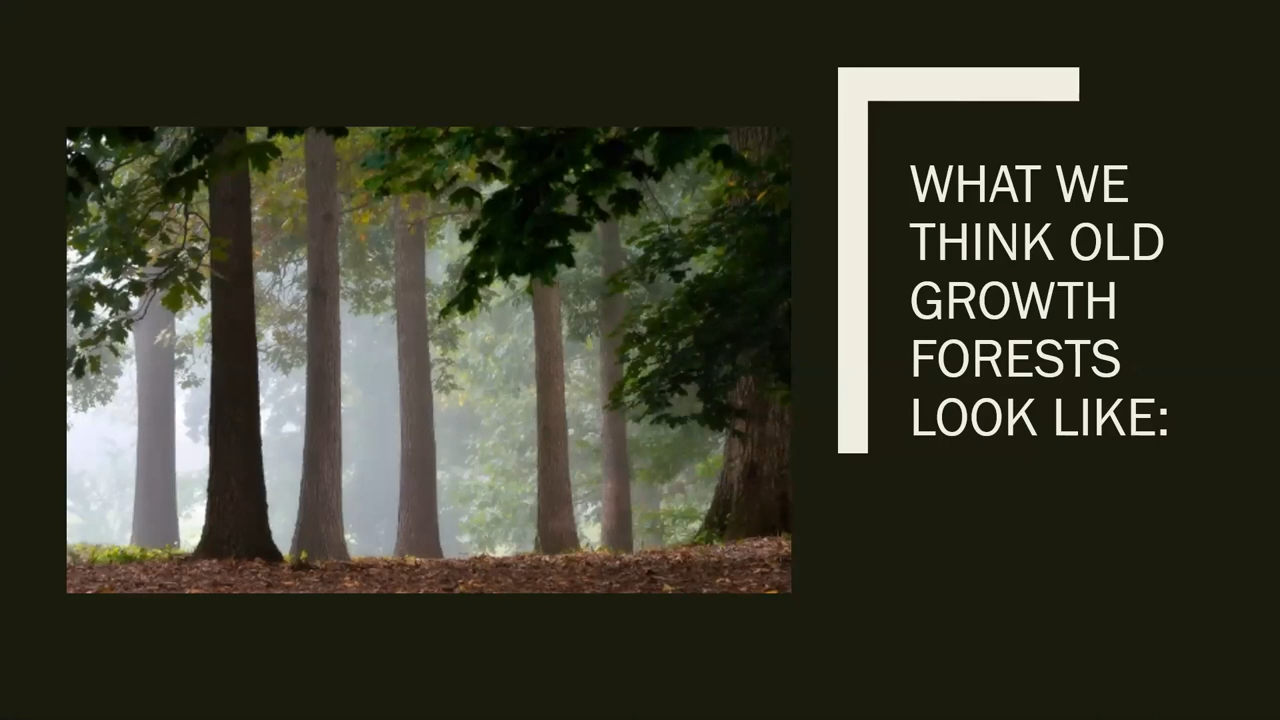 WHAT WE
THINK OLD
GROWTH
FORESTS
LOOK LIKE: